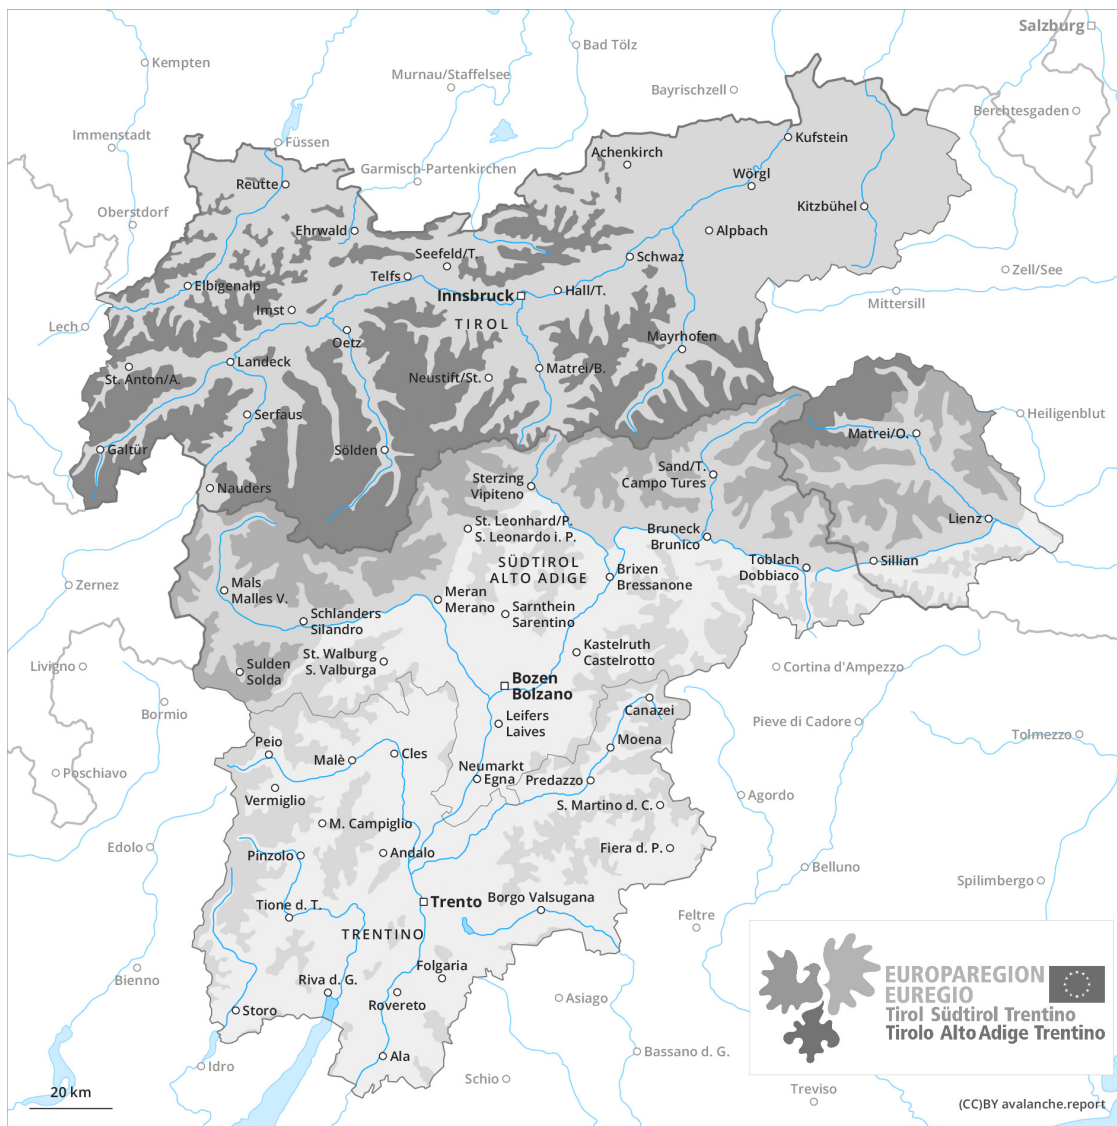 Salzburg
Bad Tölz
Kempten
Murnau/Staffelsee
Bayrischzell
Berchtesgaden
Immenstadt
Füssen
Kufstein
Achenkirch
Garmisch-Partenkirchen
Wörgl
Reutte
Kitzbühel
Oberstdorf
Ehrwald
Alpbach
Seefeld/T.
Schwaz
Zell/See
Telfs
Elbigenalp
Hall/T.
Innsbruck
Mittersill
Imst
TIROL
Lech
Oetz
Mayrhofen
Landeck
Matrei/B.
St. Anton/A.
Neustift/St.
Serfaus
Heiligenblut
Matrei/O.
Galtür
Sölden
Sand/T.
Campo Tures
Sterzing
Vipiteno
Nauders
St. Leonhard/P.
S. Leonardo i. P.
Lienz
Bruneck
Brunico
SÜDTIROL
ALTO ADIGE
Toblach
Dobbiaco
Sillian
Brixen
Bressanone
Zernez
Mals
Malles V.
Meran
Merano
Schlanders
Silandro
Sarnthein
Sarentino
Kastelruth
Castelrotto
St. Walburg
S. Valburga
Livigno
Sulden
Solda
Cortina d'Ampezzo
Bozen
Bolzano
Bormio
Canazei
Leifers
Laives
Pieve di Cadore
Tolmezzo
Peio
Cles
Moena
Malè
Poschiavo
Neumarkt
Egna
Predazzo
Vermiglio
Agordo
S. Martino d. C.
M. Campiglio
Edolo
Pinzolo
Andalo
Fiera d. P.
Belluno
Spilimbergo
Borgo Valsugana
Trento
Tione d. T.
Feltre
TRENTINO
Bienno
Folgaria
Riva d. G.
Rovereto
Asiago
Storo
EUROPAREGION
EUREGIO
Tirol Südtirol Trentino
Tirolo Alto Adige Trentino
Ala
Bassano d. G.
Idro
Schio
Treviso
20 km
(CC)BY avalanche.report